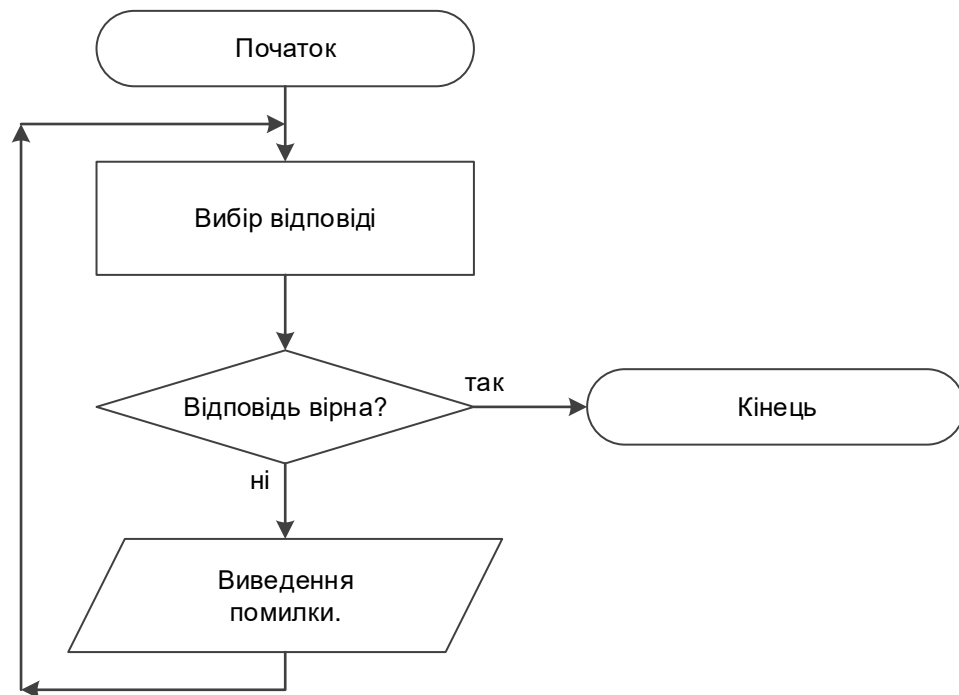 Початок
Вибір відповіді
Відповідь вірна?
так
Кінець
ні
Виведення
помилки.